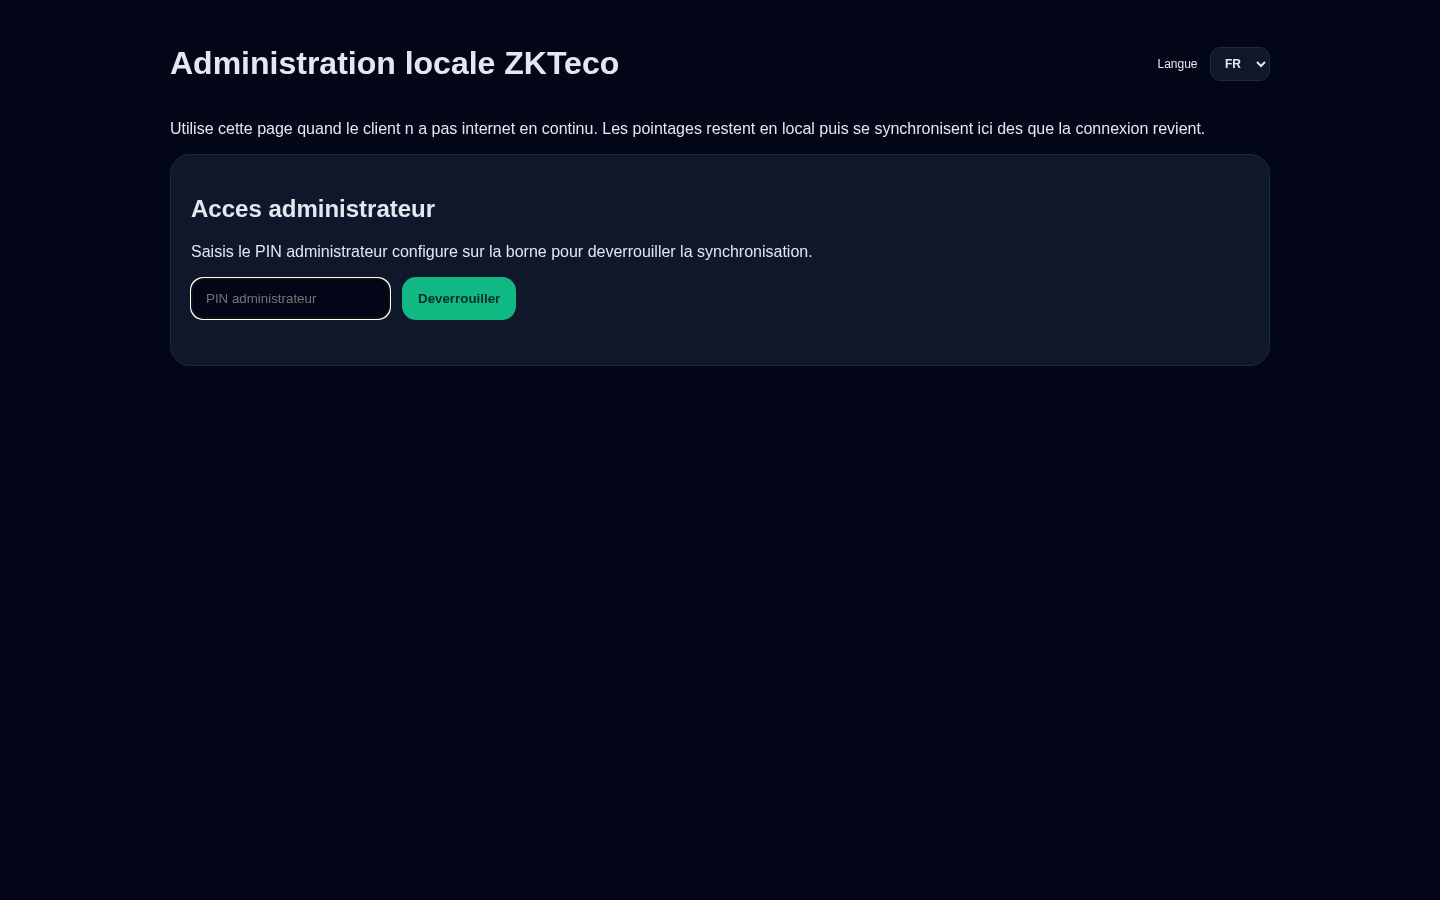 Administration locale ZKTeco
Langue
FR
Utilise cette page quand le client n a pas internet en continu. Les pointages restent en local puis se synchronisent ici des que la connexion revient.
Acces administrateur
Saisis le PIN administrateur configure sur la borne pour deverrouiller la synchronisation.
PIN administrateur
Deverrouiller